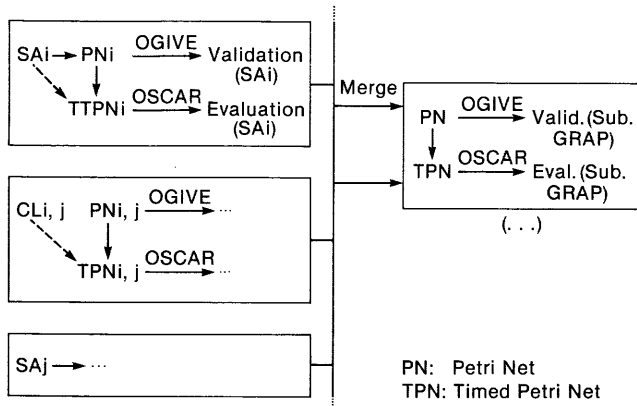 OGIVE
SAi PNi Validation
(SAi)
OSCAR
TTPNi Evaluation
(SAi)
Merge
OGIVE
PN Valid.(Sub.
GRAP)
OSCAR
TPN Eval.(Sub.
GRAP)
(...)
CLi, j PNi, j OGIVE ...
OSCAR
TPNi, j ...
SAj ...
PN: Petri Net
TPN: Timed Petri Net